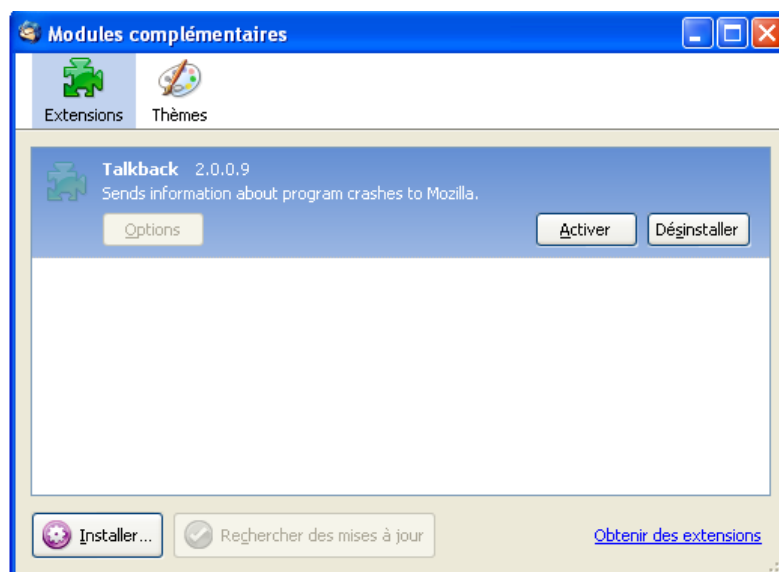 Modules complémentaires
Extensions Thèmes
Talkback 2.0.0.9
Sends information about program crashes to Mozilla.
Options Activer Désinstaller
Installer... Rechercher des mises à jour Obtenir des extensions